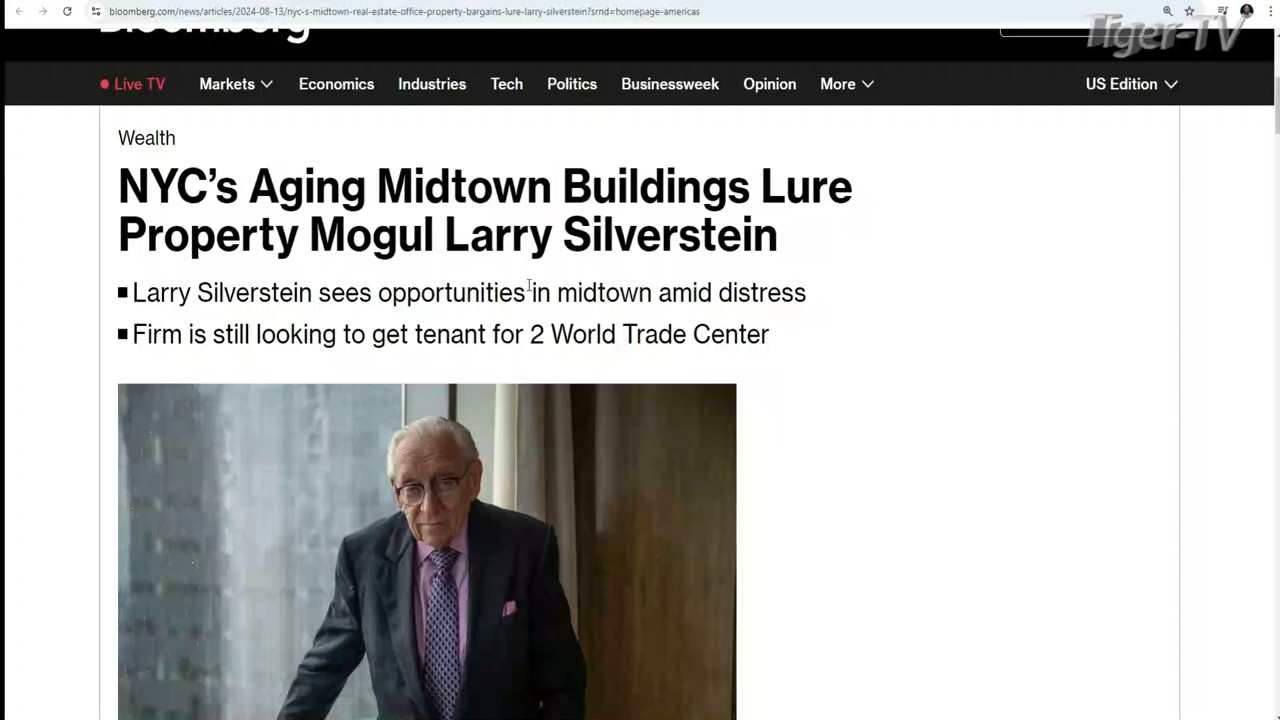 bloomberg.com/news/articles/2024-08-13/nyc-s-midtown-real-estate-office-property-bargains-lure-larry-silverstein?srnd=homepage-americas
Tiger-TV
Bloomberg
Live TV Markets Economics Industries Tech Politics Businessweek Opinion More US Edition
Wealth
NYC’s Aging Midtown Buildings Lure
Property Mogul Larry Silverstein
Larry Silverstein sees opportunities in midtown amid distress
Firm is still looking to get tenant for 2 World Trade Center